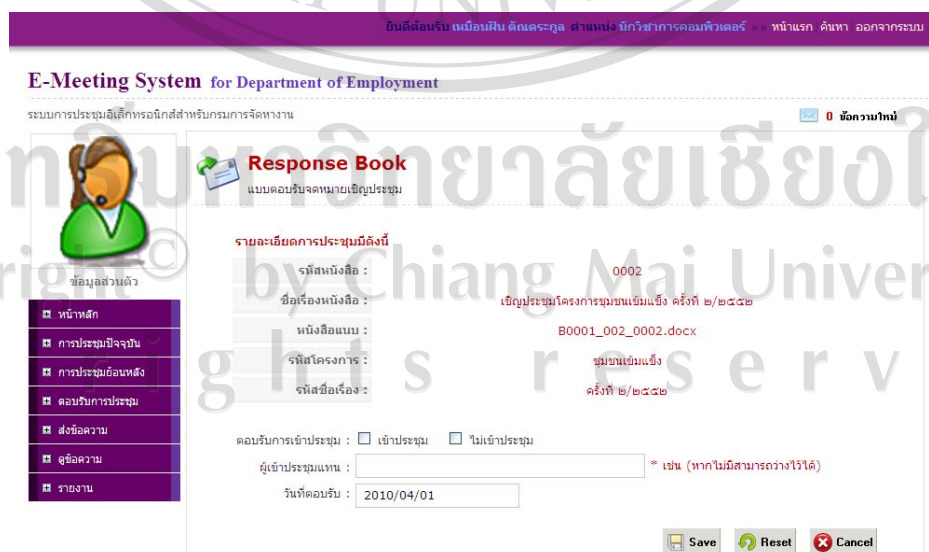 ยินดีต้อนรับ เหมือนฝัน คัณเตระกูล ตำแหน่ง นักวิชาการคอมพิวเตอร์ » » หน้าแรก ค้นหา ออกจากระบบ
E-Meeting System for Department of Employment
ระบบการประชุมอิเล็กทรอนิกส์สำหรับกรมการจัดหางาน
0 ข้อความใหม่
Response Book
แบบตอบรับจดหมายเชิญประชุม
ข้อมูลส่วนตัว
หน้าหลัก
การประชุมปัจจุบัน
การประชุมย้อนหลัง
ตอบรับการประชุม
ส่งข้อความ
ดูข้อความ
รายงาน
รายละเอียดการประชุมมีดังนี้
รหัสหนังสือ : 0002
ชื่อเรื่องหนังสือ : เชิญประชุมโครงการชุมชนเข้มแข็ง ครั้งที่ ๒/๒๕๕๒
หนังสือแนบ : B0001_002_0002.docx
รหัสโครงการ : ชุมชนเข้มแข็ง
รหัสชื่อเรื่อง : ครั้งที่ ๒/๒๕๕๒
ตอบรับการเข้าประชุม : เข้าประชุม ไม่เข้าประชุม
ผู้เข้าประชุมแทน : * เช่น (หากไม่มีสามารถว่างไว้ได้)
วันที่ตอบรับ : 2010/04/01
Save Reset Cancel
ทยาลัยเชียงใ
right © by Chiang Mai Univer
rights reserv